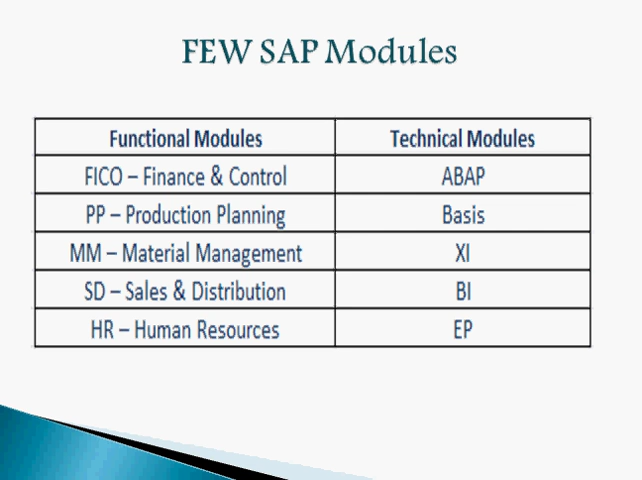 FEW SAP Modules
Functional Modules Technical Modules
FICO – Finance & Control ABAP
PP – Production Planning Basis
MM – Material Management XI
SD – Sales & Distribution BI
HR – Human Resources EP